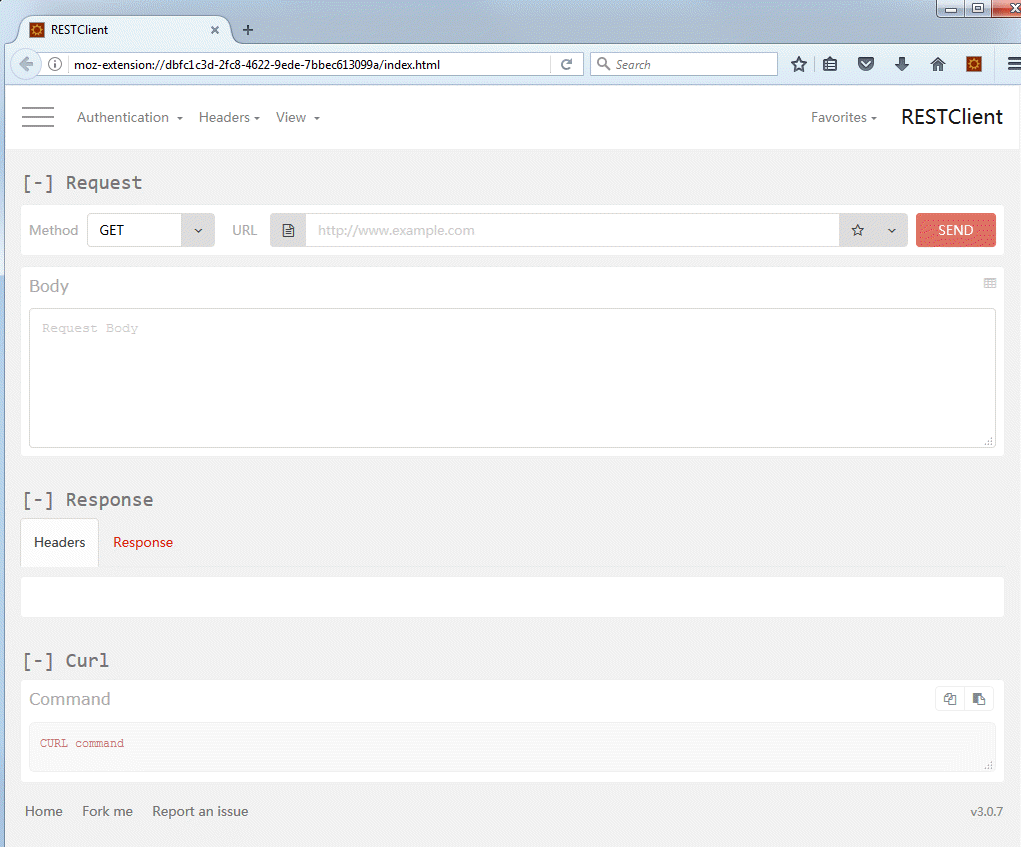 RESTClient
moz-extension://dbfc1c3d-2fc8-4622-9ede-7bbec613099a/index.html
Search
Authentication Headers View Favorites RESTClient
[-] Request
Method GET URL http://www.example.com SEND
Body
Request Body
[-] Response
Headers Response
[-] Curl
Command
CURL command
Home Fork me Report an issue v3.0.7